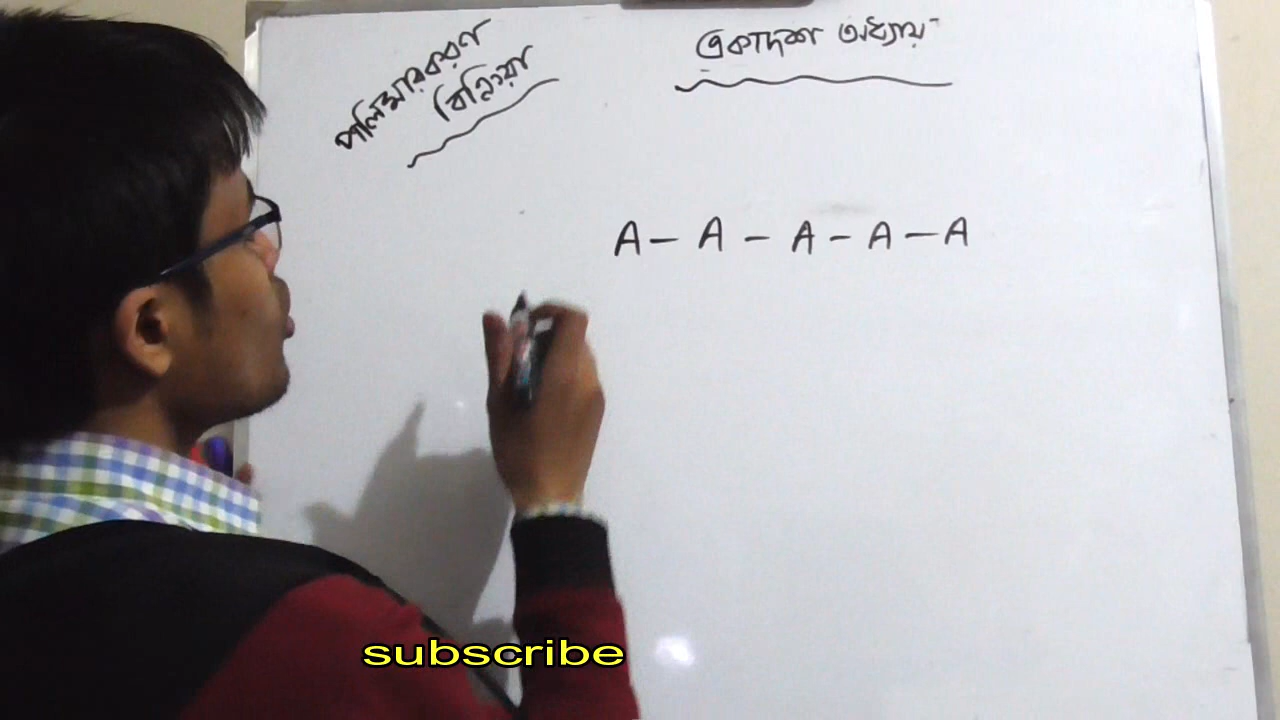 পলিমারকরণ
বিক্রিয়া
একাদশ অধ্যায়
A - A - A - A - A
subscribe